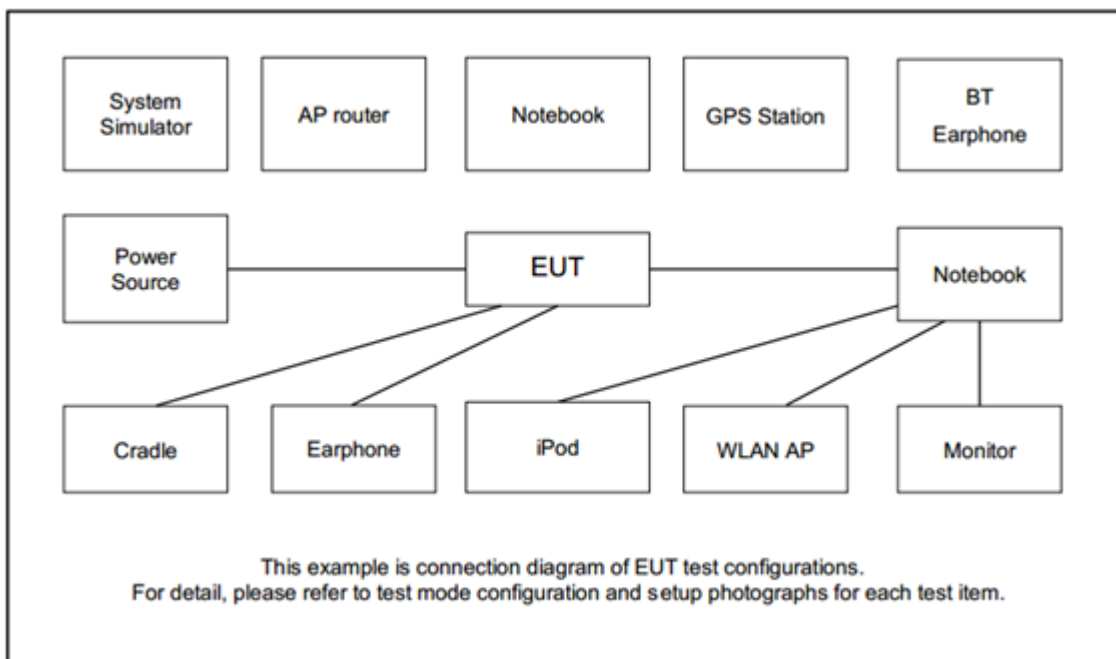 System
Simulator
AP router
Notebook
GPS Station
BT
Earphone
Power
Source
EUT
Notebook
Cradle
Earphone
iPod
WLAN AP
Monitor
This example is connection diagram of EUT test configurations.
For detail, please refer to test mode configuration and setup photographs for each test item.